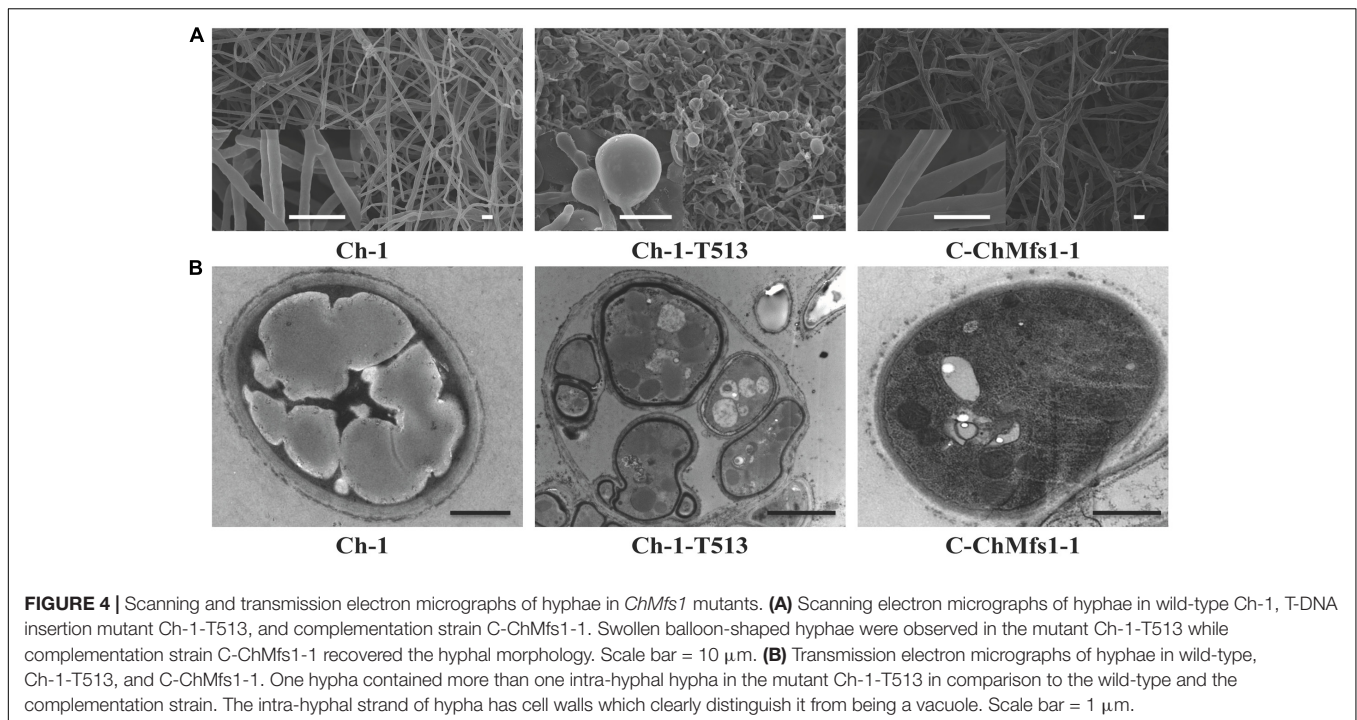 A
Ch-1
Ch-1-T513
C-ChMfs1-1
B
Ch-1
Ch-1-T513
C-ChMfs1-1
FIGURE 4 | Scanning and transmission electron micrographs of hyphae in ChMfs1 mutants. (A) Scanning electron micrographs of hyphae in wild-type Ch-1, T-DNA
insertion mutant Ch-1-T513, and complementation strain C-ChMfs1-1. Swollen balloon-shaped hyphae were observed in the mutant Ch-1-T513 while
complementation strain C-ChMfs1-1 recovered the hyphal morphology. Scale bar = 10 μm. (B) Transmission electron micrographs of hyphae in wild-type,
Ch-1-T513, and C-ChMfs1-1. One hypha contained more than one intra-hyphal hypha in the mutant Ch-1-T513 in comparison to the wild-type and the
complementation strain. The intra-hyphal strand of hypha has cell walls which clearly distinguish it from being a vacuole. Scale bar = 1 μm.